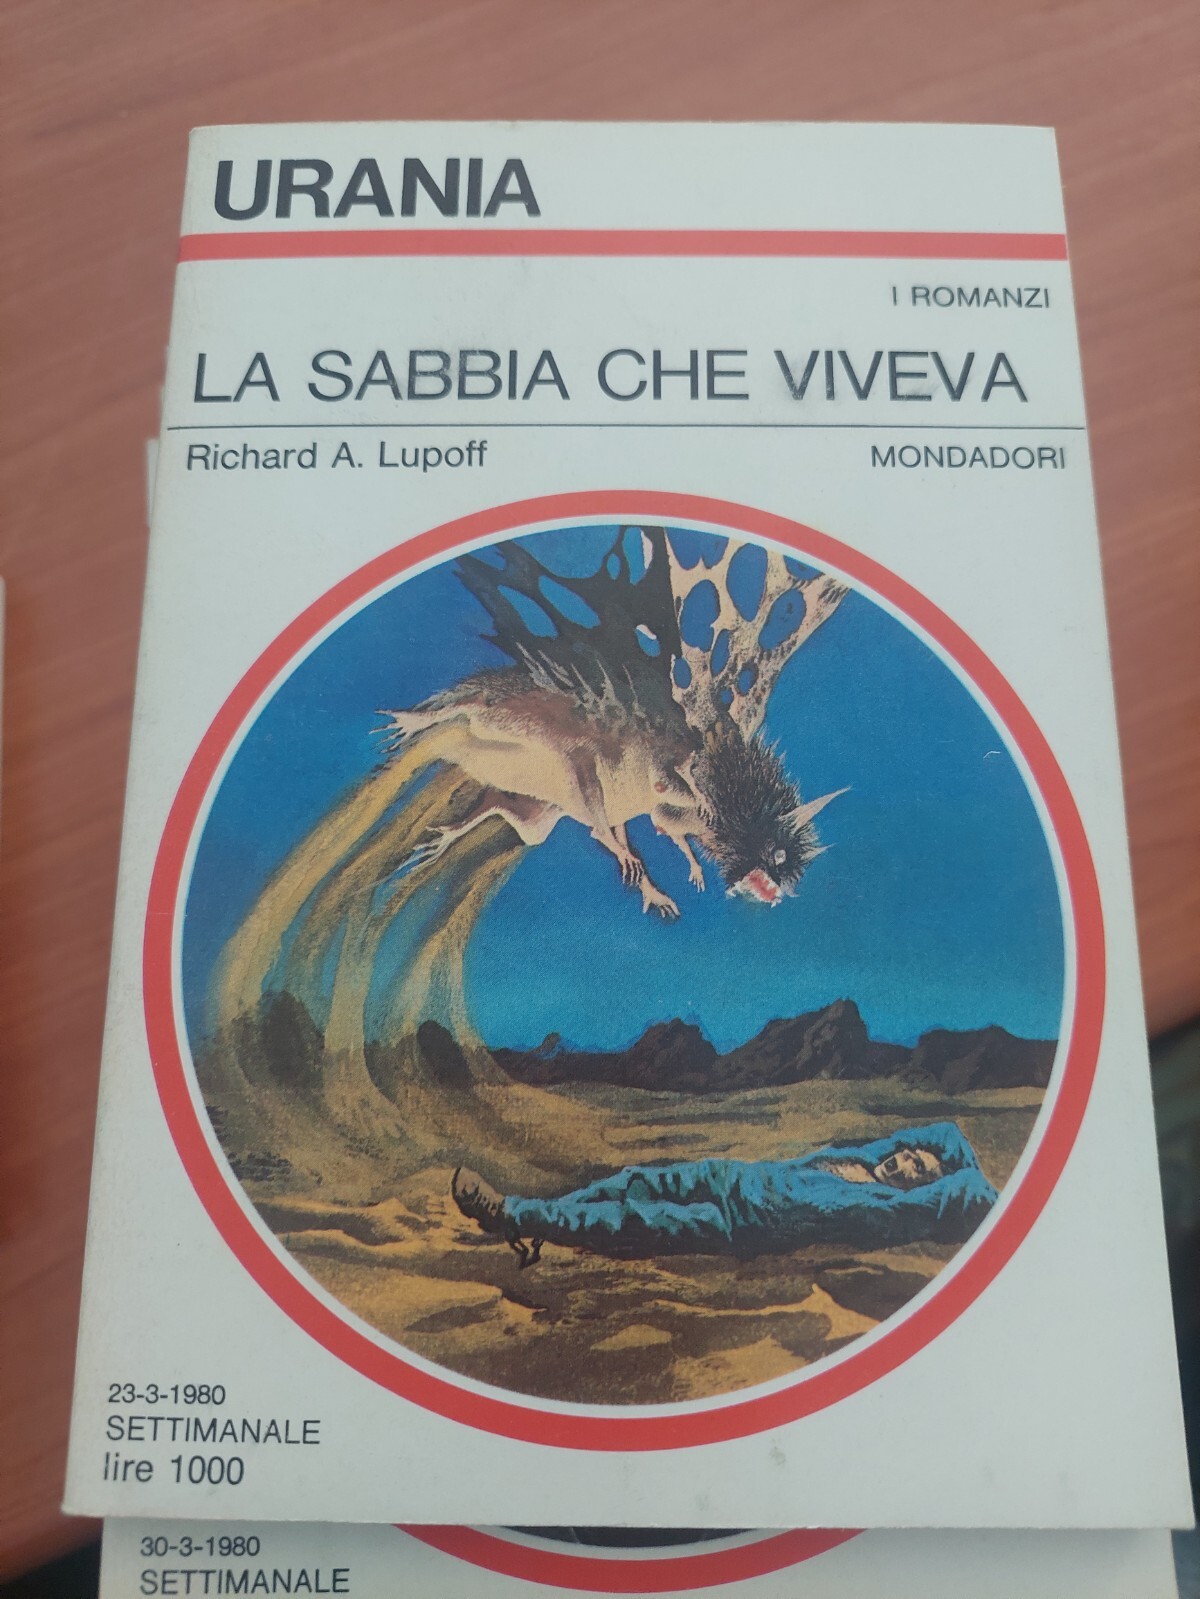 URANIA
I ROMANZI
LA SABBIA CHE VIVEVA
Richard A. Lupoff
MONDADORI
23-3-1980
SETTIMANALE
lire 1000
30-3-1980
SETTIMANALE